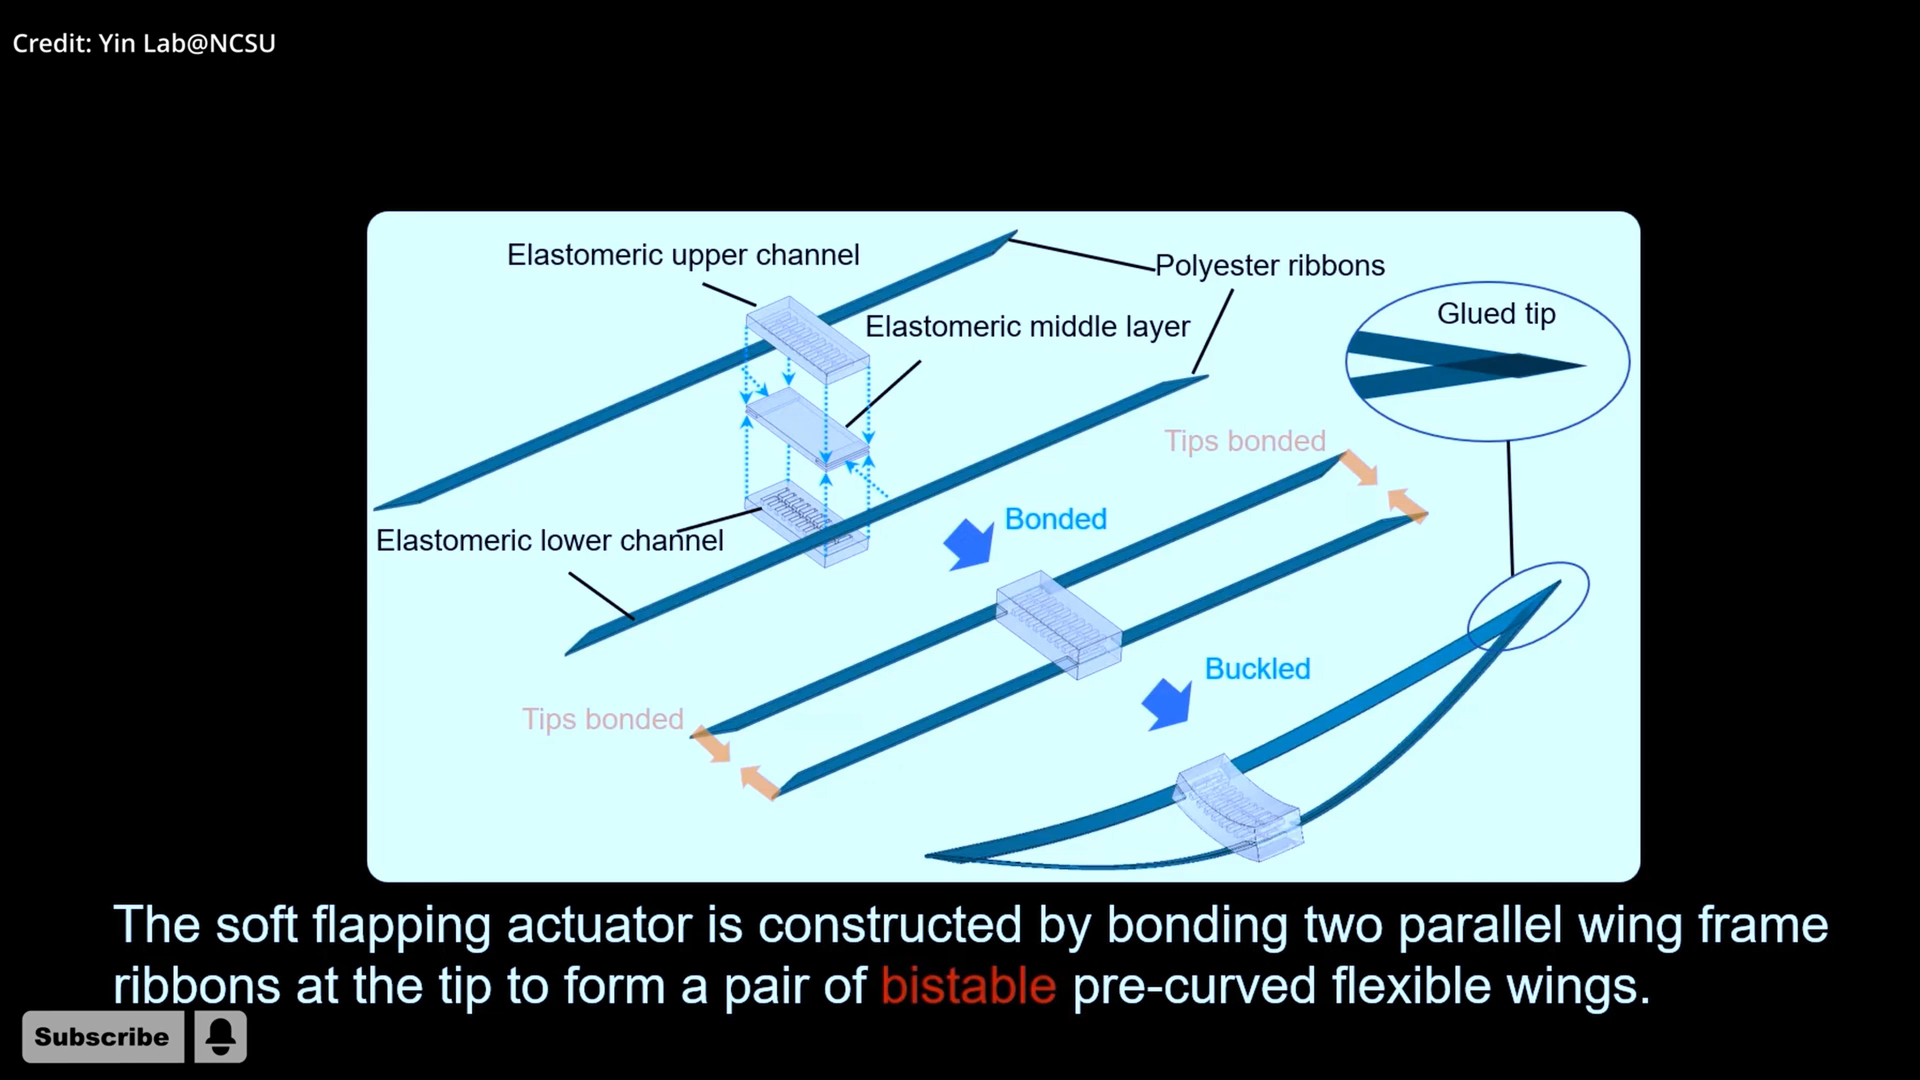 Credit: Yin Lab@NCSU
Elastomeric upper channel
Polyester ribbons
Elastomeric middle layer
Glued tip
Tips bonded
Bonded
Elastomeric lower channel
Buckled
Tips bonded
The soft flapping actuator is constructed by bonding two parallel wing frame
ribbons at the tip to form a pair of bistable pre-curved flexible wings.
Subscribe